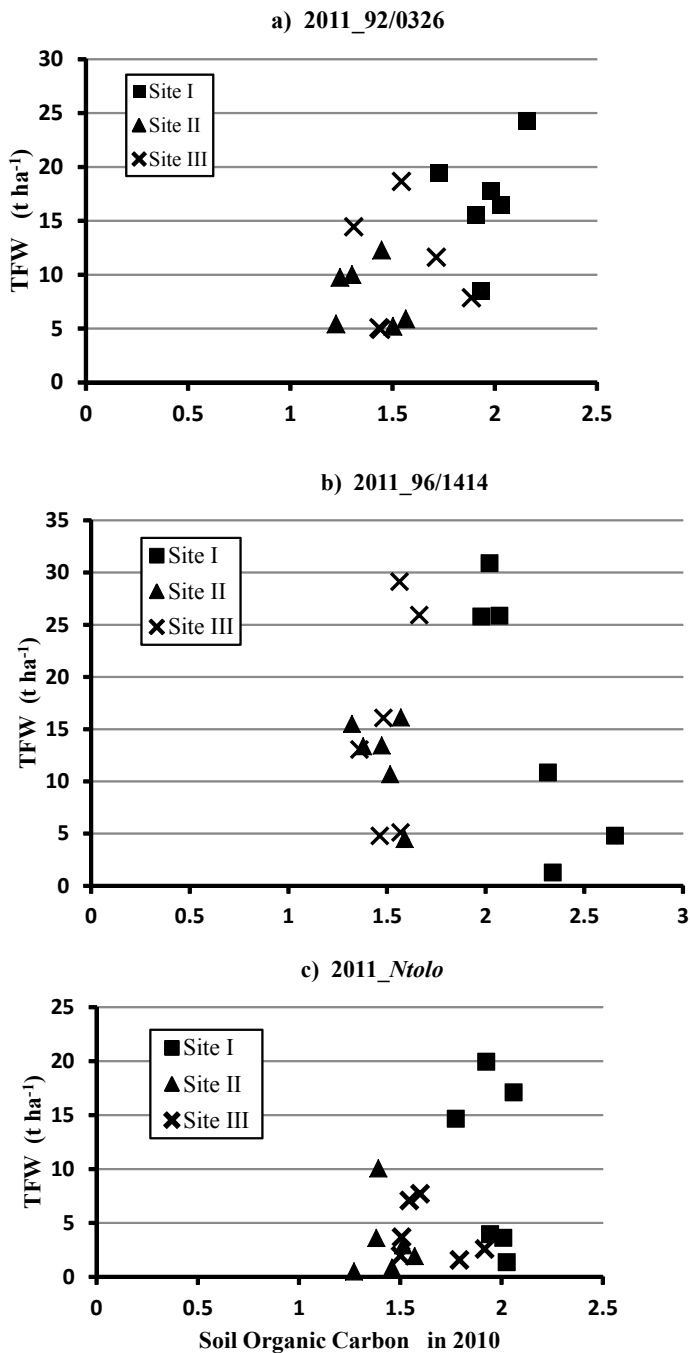 a) 2011_92/0326
30
25
20
15
10
5
0
TFW (t ha-1)
Site I
Site II
Site III
0 0.5 1 1.5 2 2.5
b) 2011_96/1414
35
30
25
20
15
10
5
0
TFW (t ha-1)
Site I
Site II
Site III
0 0.5 1 1.5 2 2.5 3
c) 2011_Ntolo
25
20
15
10
5
0
TFW (t ha-1)
Site I
Site II
Site III
0 0.5 1 1.5 2 2.5
Soil Organic Carbon in 2010